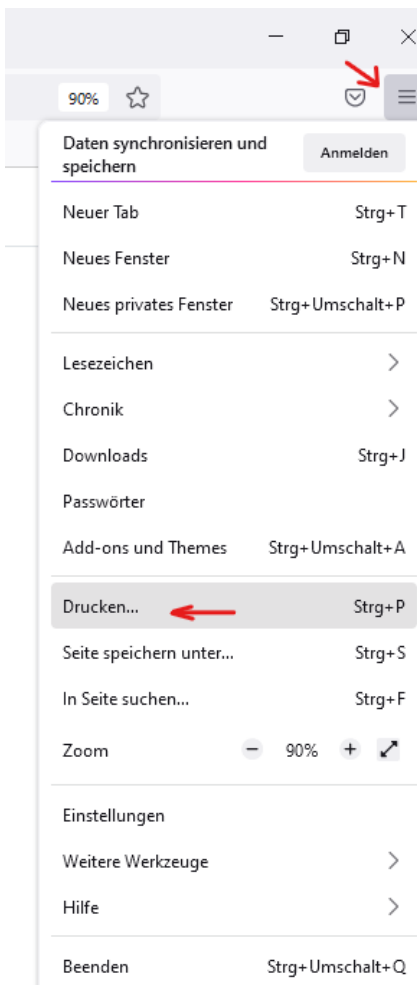 90%
Daten synchronisieren und
speichern
Anmelden
Neuer Tab Strg+T
Neues Fenster Strg+N
Neues privates Fenster Strg+Umschalt+P
Lesezeichen
Chronik
Downloads Strg+J
Passwörter
Add-ons und Themes Strg+Umschalt+A
Drucken... Strg+P
Seite speichern unter... Strg+S
In Seite suchen... Strg+F
Zoom 90%
Einstellungen
Weitere Werkzeuge
Hilfe
Beenden Strg+Umschalt+Q